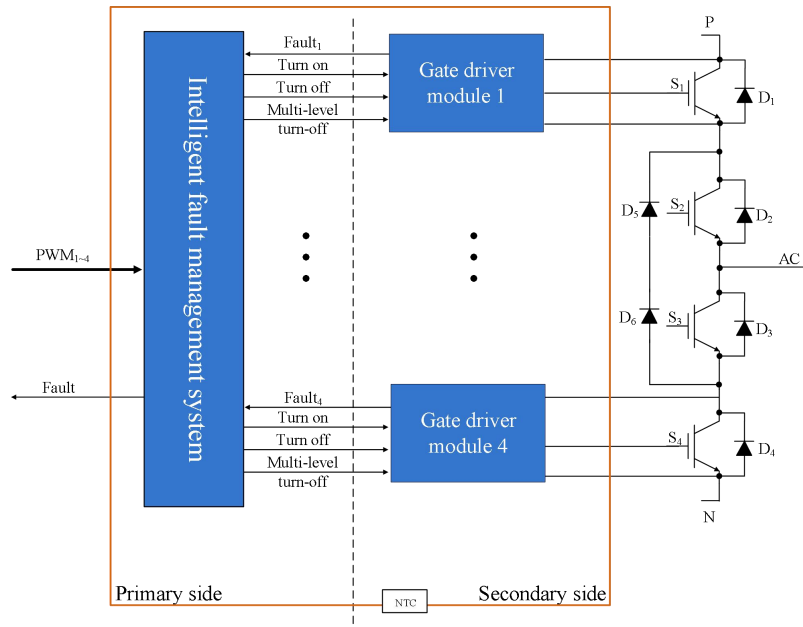 P
Fault₁
Turn on
Turn off
Multi-level
turn-off
Gate driver
module 1
S₁
D₁
Intelligent fault management system
S₂
D₅
D₂
PWM₁~₄
AC
D₆
S₃
D₃
Fault
Fault₄
Turn on
Turn off
Multi-level
turn-off
Gate driver
module 4
S₄
D₄
N
Primary side
NTC
Secondary side